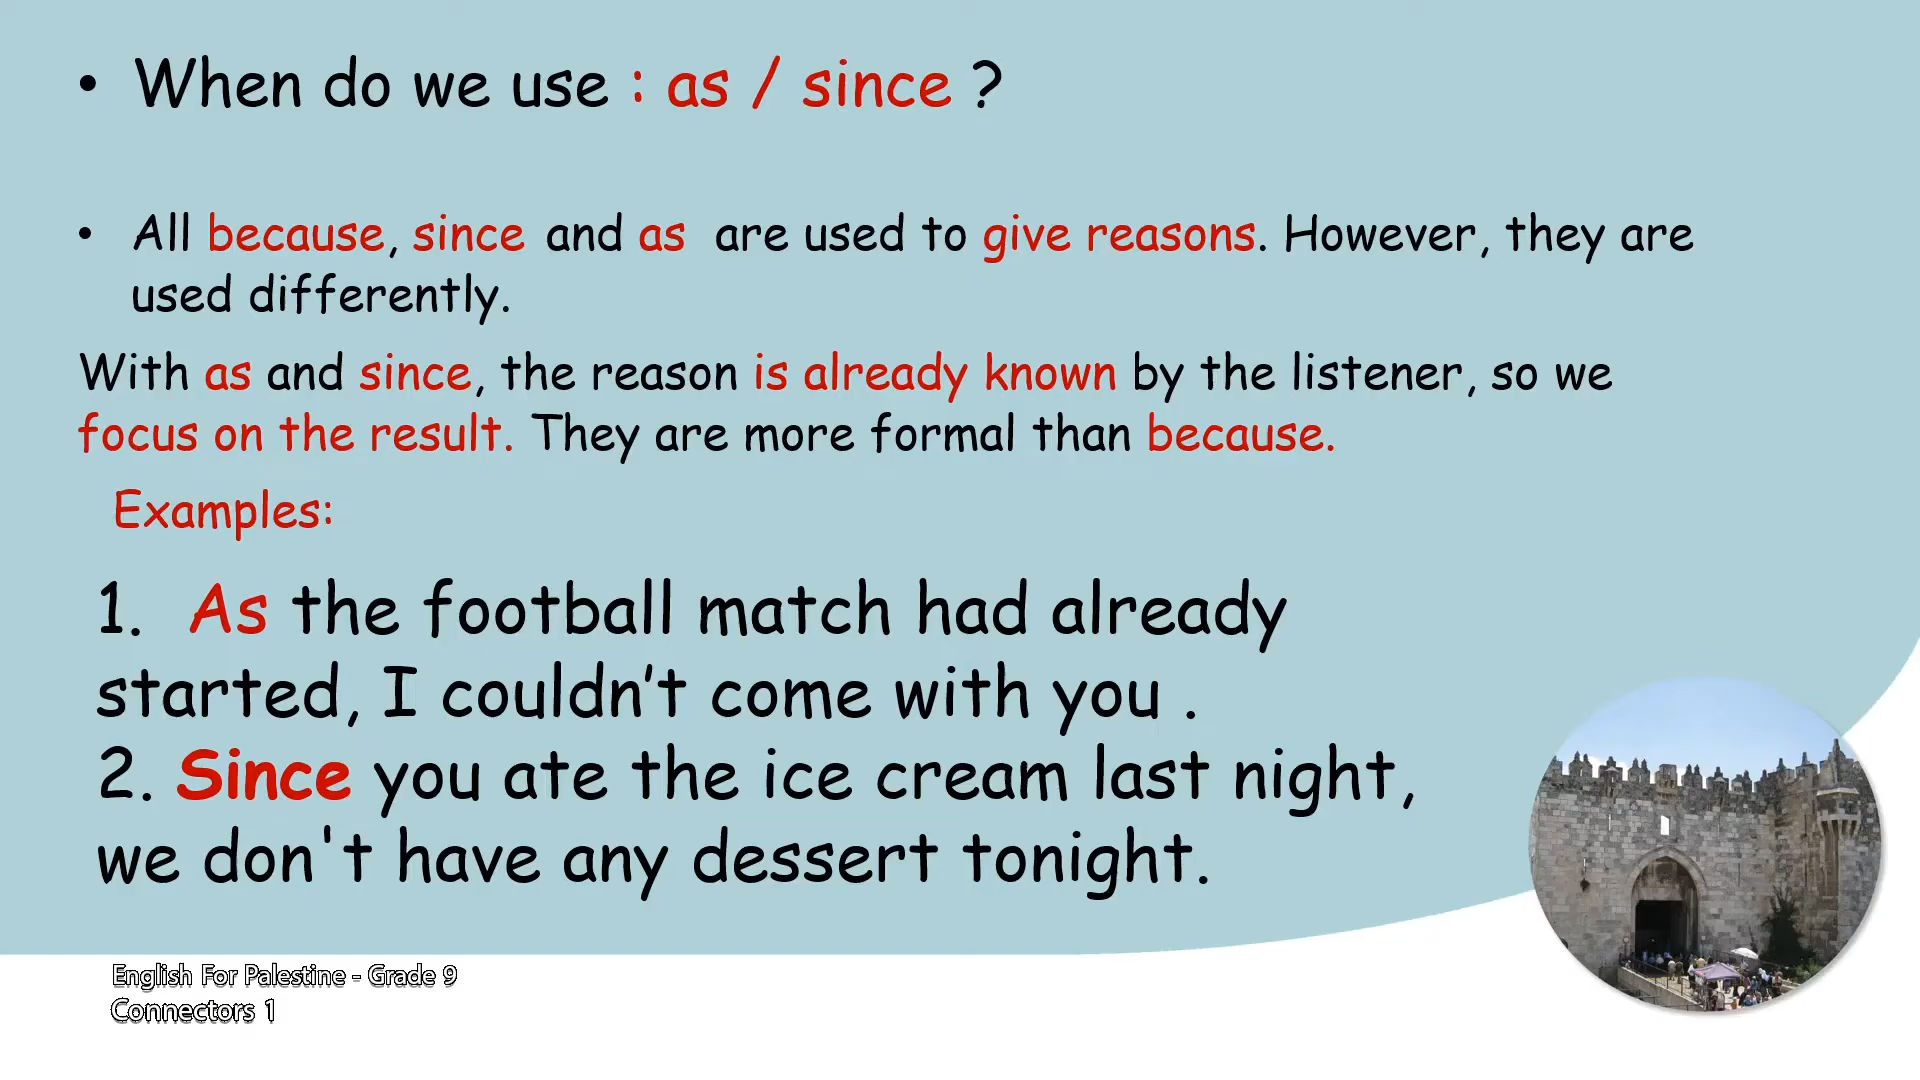 • When do we use : as / since ?
• All because, since and as are used to give reasons. However, they are
used differently.
With as and since, the reason is already known by the listener, so we
focus on the result. They are more formal than because.
Examples:
1. As the football match had already
started, I couldn’t come with you .
2. Since you ate the ice cream last night,
we don't have any dessert tonight.
English For Palestine - Grade 9
Connectors 1